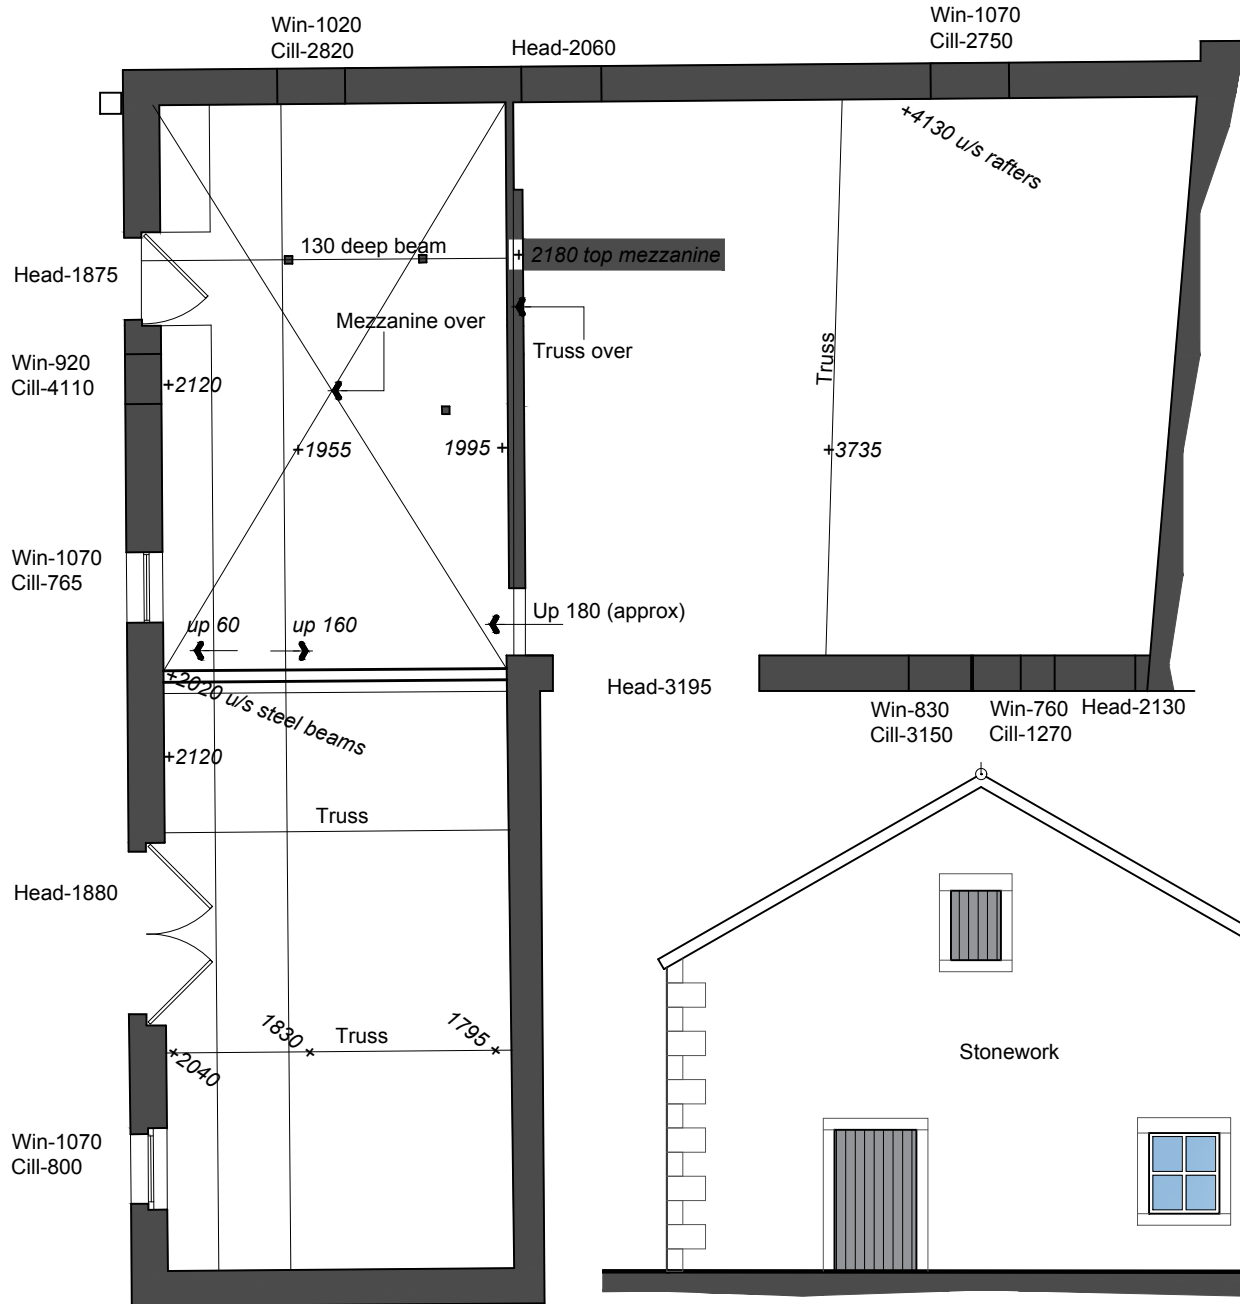 Win-1020
Cill-2820
Head-2060
Win-1070
Cill-2750
+4130 u/s rafters
130 deep beam
+ 2180 top mezzanine
Head-1875
Mezzanine over
Truss over
Truss
Win-920
Cill-4110
+2120
+1955
1995 +
+3735
Win-1070
Cill-765
up 60
up 160
Up 180 (approx)
+2020 u/s steel beams
Head-3195
Win-830
Cill-3150
Win-760
Cill-1270
Head-2130
+2120
Truss
Head-1880
1830 +
Truss
1795 +
+2040
Stonework
Win-1070
Cill-800